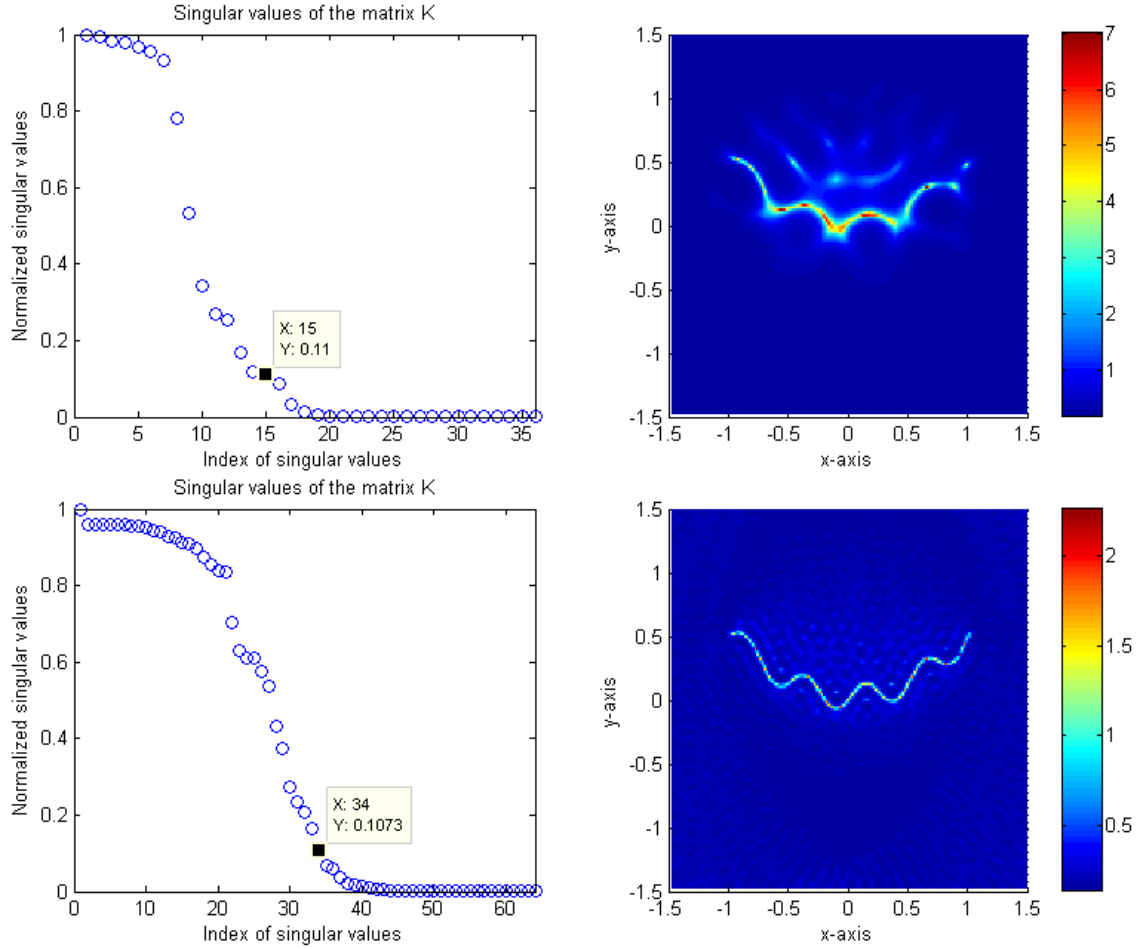 Singular values of the matrix K
Normalized singular values
1
0.8
0.6
0.4
0.2
0
X: 15
Y: 0.11
0 5 10 15 20 25 30 35
Index of singular values
y-axis
1.5
1
0.5
0
-0.5
-1
-1.5
-1.5 -1 -0.5 0 0.5 1 1.5
x-axis
7
6
5
4
3
2
1
Singular values of the matrix K
Normalized singular values
1
0.8
0.6
0.4
0.2
0
X: 34
Y: 0.1073
0 10 20 30 40 50 60
Index of singular values
y-axis
1.5
1
0.5
0
-0.5
-1
-1.5
-1.5 -1 -0.5 0 0.5 1 1.5
x-axis
2
1.5
1
0.5